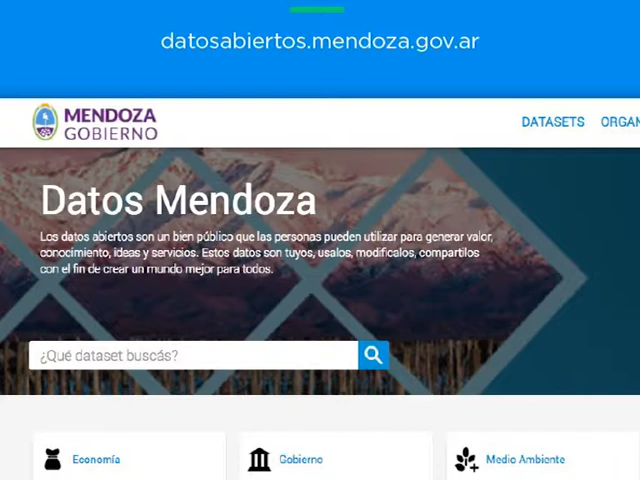 datosabiertos.mendoza.gov.ar
MENDOZA
GOBIERNO
DATASETS ORGAN
Datos Mendoza
Los datos abiertos son un bien público que las personas pueden utilizar para generar valor,
conocimiento, ideas y servicios. Estos datos son tuyos, usalos, modificalos, compartilos
con el fin de crear un mundo mejor para todos.
¿Qué dataset buscás?
Economía
Gobierno
Medio Ambiente